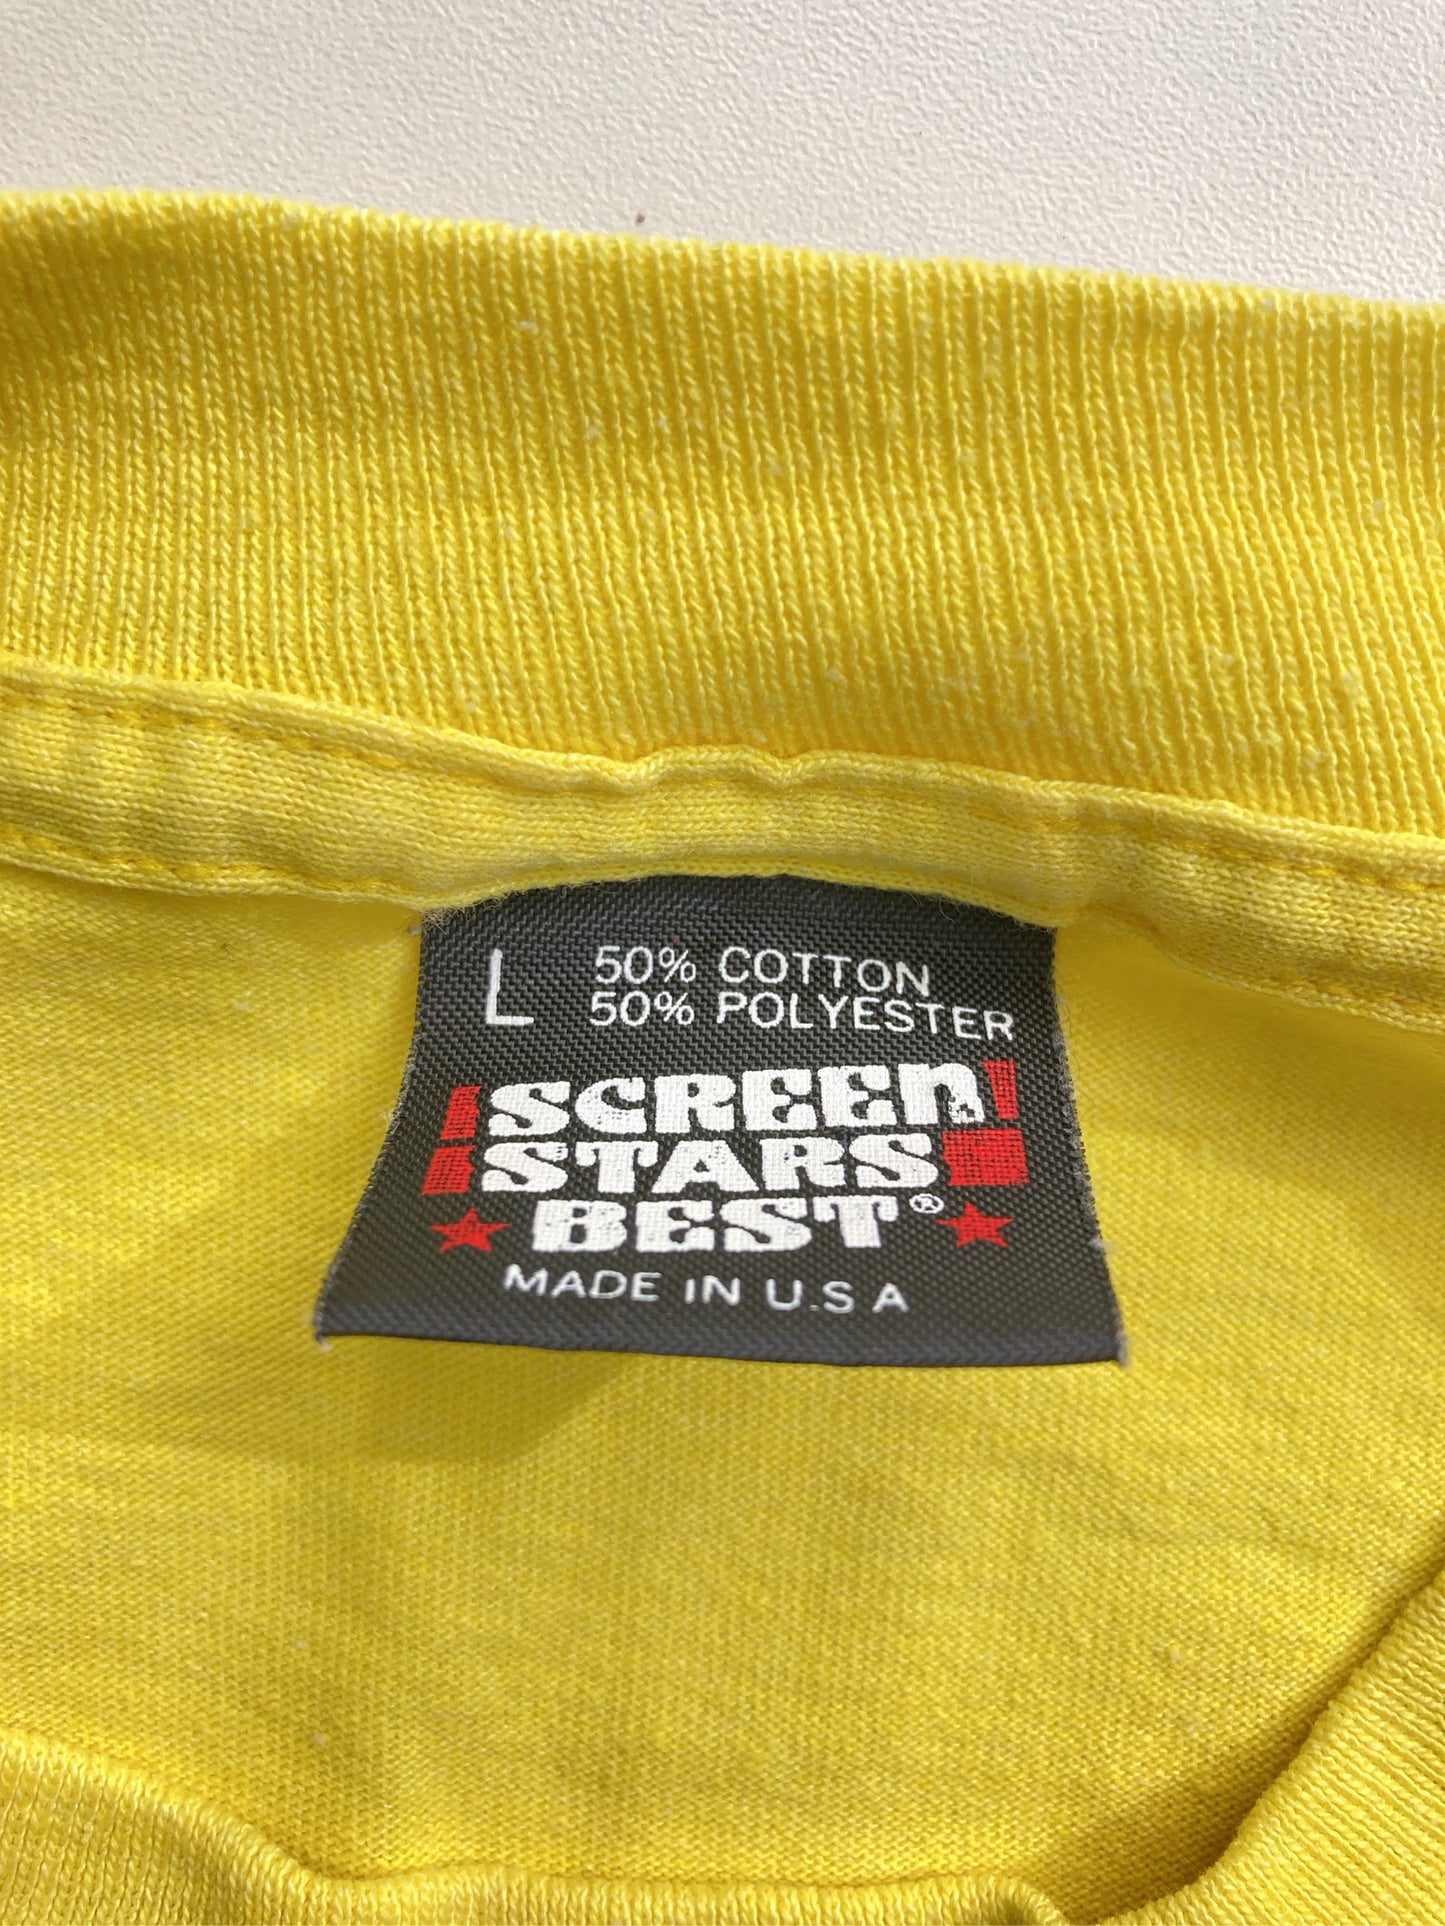 L 50% COTTON
50% POLYESTER
SCREEn
STARS
BEST®
MADE IN U.S A